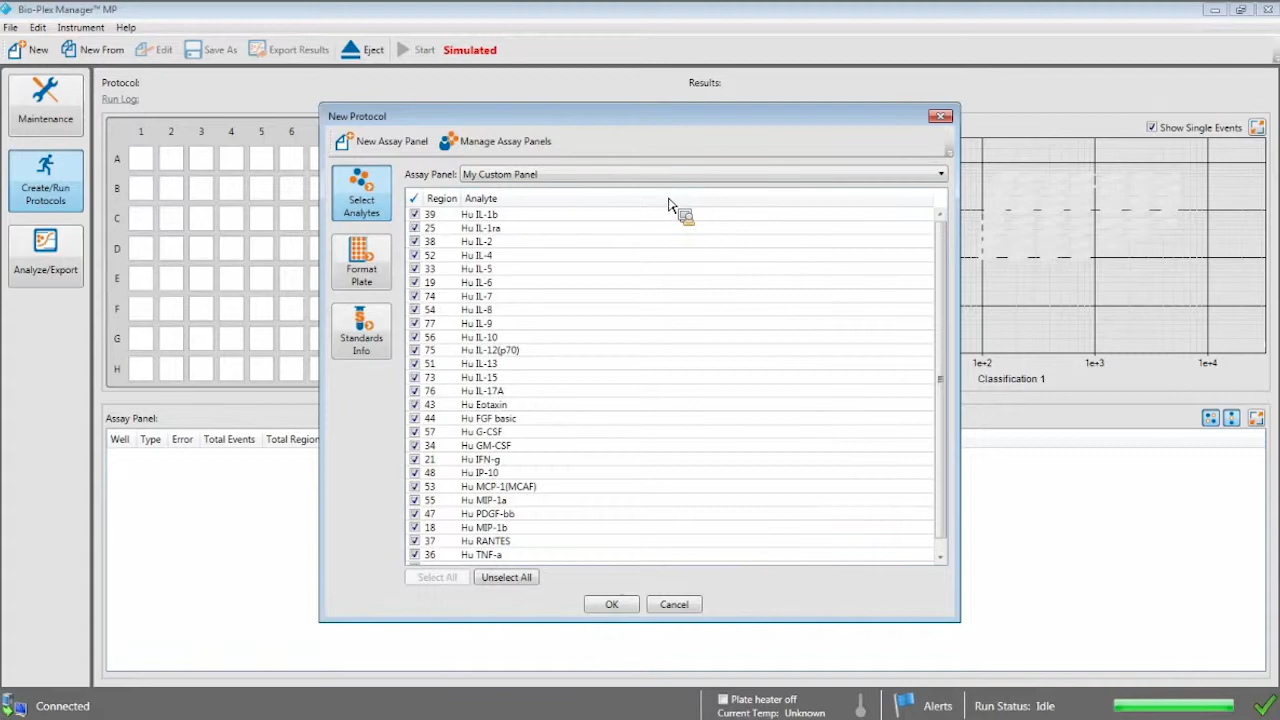 Bio-Plex Manager™ MP
File Edit Instrument Help
New New From Edit Save As Export Results Eject Start Simulated
Maintenance
Create/Run
Protocols
Analyze/Export
Protocol: Results:
Run Log:
Show Single Events
1 2 3 4 5 6
A
B
C
D
E
F
G
H
1e+2 1e+3 1e+4
Classification 1
Assay Panel:
Well Type Error Total Events Total Region
New Protocol
New Assay Panel Manage Assay Panels
Select
Analytes
Format
Plate
Standards
Info
Assay Panel: My Custom Panel
Region Analyte
39 Hu IL-1b
25 Hu IL-1ra
38 Hu IL-2
52 Hu IL-4
33 Hu IL-5
19 Hu IL-6
74 Hu IL-7
54 Hu IL-8
77 Hu IL-9
56 Hu IL-10
75 Hu IL-12(p70)
51 Hu IL-13
73 Hu IL-15
76 Hu IL-17A
43 Hu Eotaxin
44 Hu FGF basic
57 Hu G-CSF
34 Hu GM-CSF
21 Hu IFN-g
48 Hu IP-10
53 Hu MCP-1(MCAF)
55 Hu MIP-1a
47 Hu PDGF-bb
18 Hu MIP-1b
37 Hu RANTES
36 Hu TNF-a
Select All Unselect All
OK Cancel
Connected
Plate heater off
Current Temp: Unknown
Alerts
Run Status: Idle